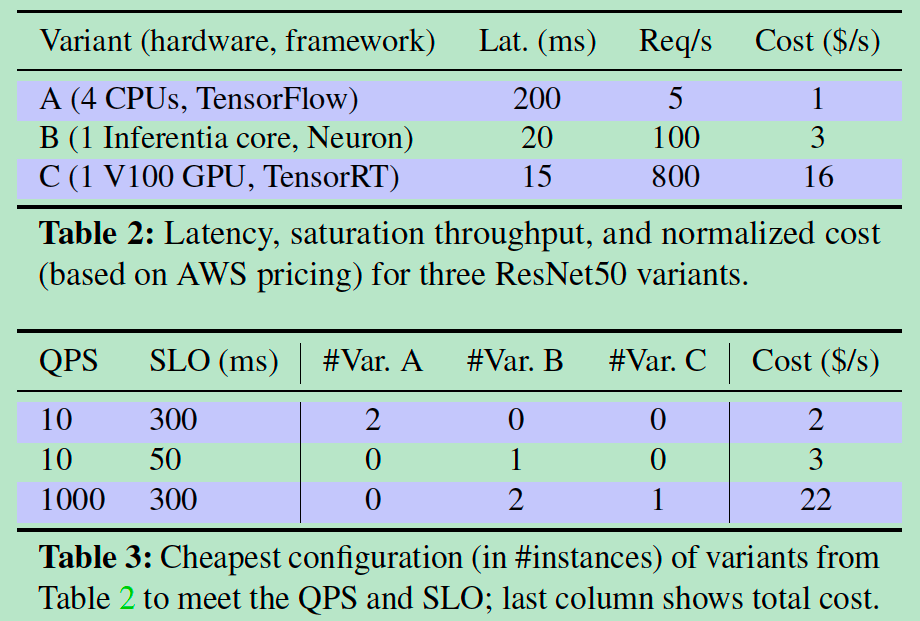 Variant (hardware, framework) Lat. (ms) Req/s Cost ($/s)
A (4 CPUs, TensorFlow) 200 5 1
B (1 Inferentia core, Neuron) 20 100 3
C (1 V100 GPU, TensorRT) 15 800 16
Table 2: Latency, saturation throughput, and normalized cost
(based on AWS pricing) for three ResNet50 variants.
QPS SLO (ms) #Var. A #Var. B #Var. C Cost ($/s)
10 300 2 0 0 2
10 50 0 1 0 3
1000 300 0 2 1 22
Table 3: Cheapest configuration (in #instances) of variants from
Table 2 to meet the QPS and SLO; last column shows total cost.